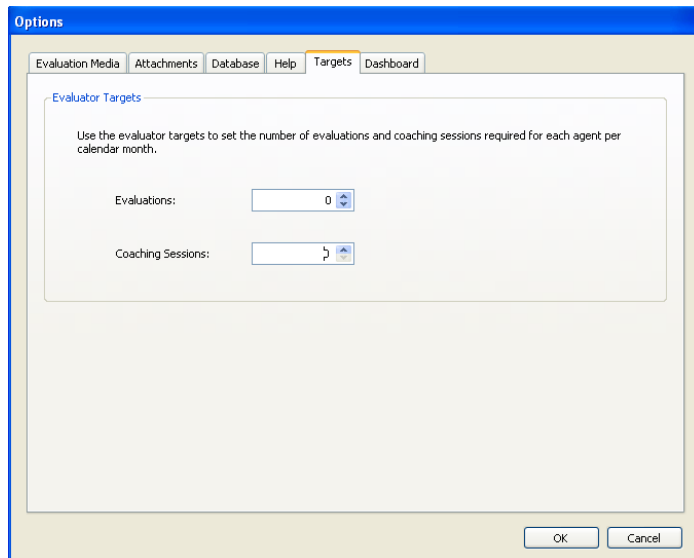 Options
Evaluation Media Attachments Database Help Targets Dashboard
Evaluator Targets
Use the evaluator targets to set the number of evaluations and coaching sessions required for each agent per
calendar month.
Evaluations: 0
Coaching Sessions:
OK Cancel